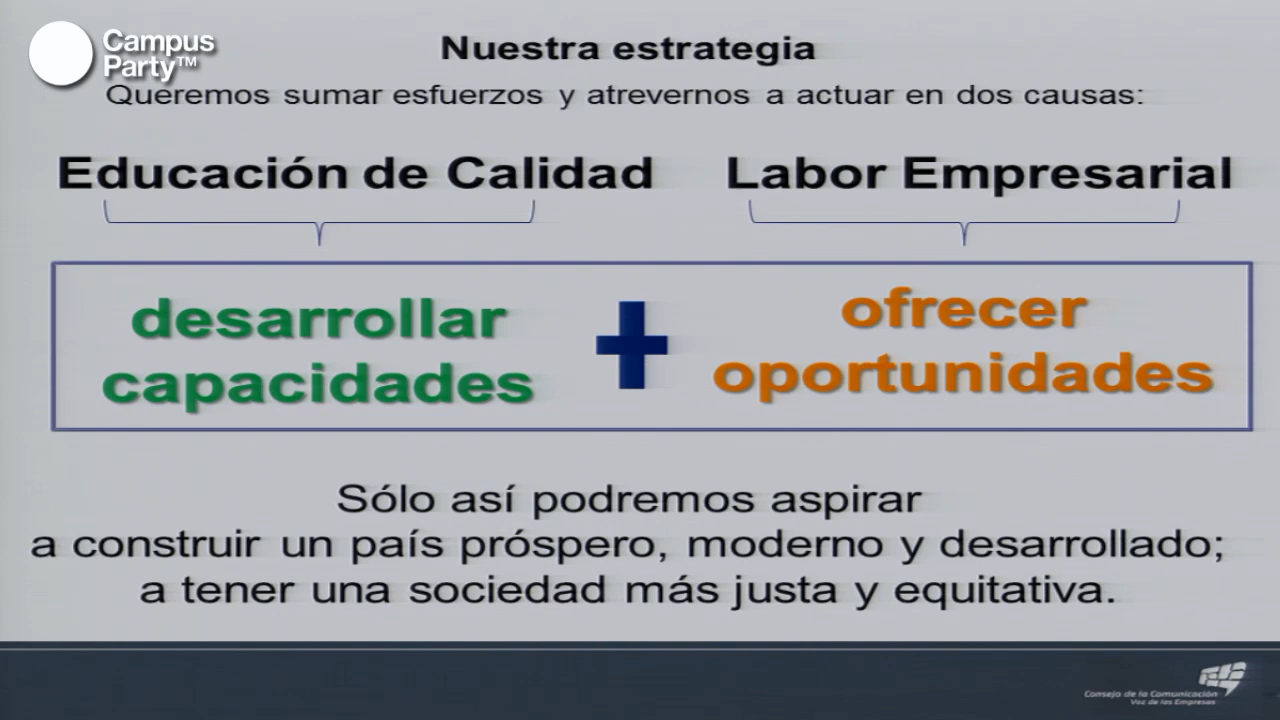 Campus
Party™
Nuestra estrategia
Queremos sumar esfuerzos y atrevernos a actuar en dos causas:
Educación de Calidad Labor Empresarial
desarrollar
capacidades
+
ofrecer
oportunidades
Sólo así podremos aspirar
a construir un país próspero, moderno y desarrollado;
a tener una sociedad más justa y equitativa.
Consejo de la Comunicación
Voz de las Empresas